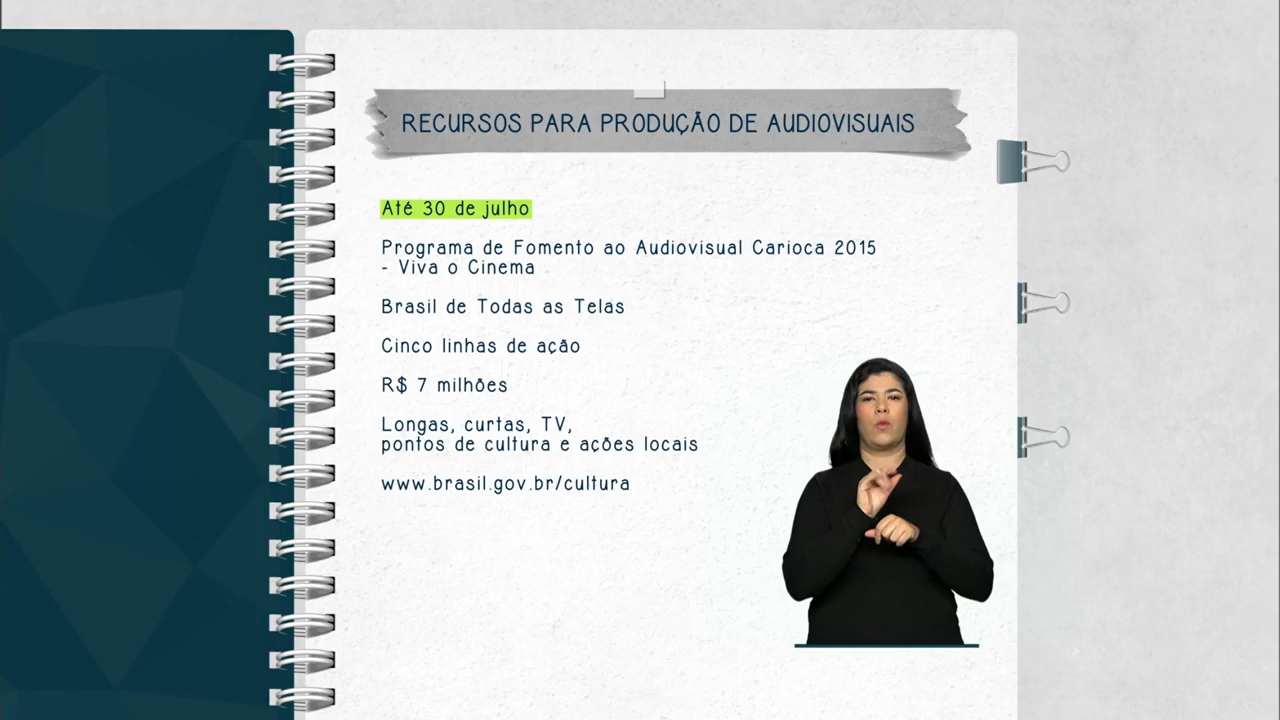 RECURSOS PARA PRODUÇÃO DE AUDIOVISUAIS
Até 30 de julho
Programa de Fomento ao Audiovisual Carioca 2015
- Viva o Cinema
Brasil de Todas as Telas
Cinco linhas de ação
R$ 7 milhões
Longas, curtas, TV,
pontos de cultura e ações locais
www.brasil.gov.br/cultura